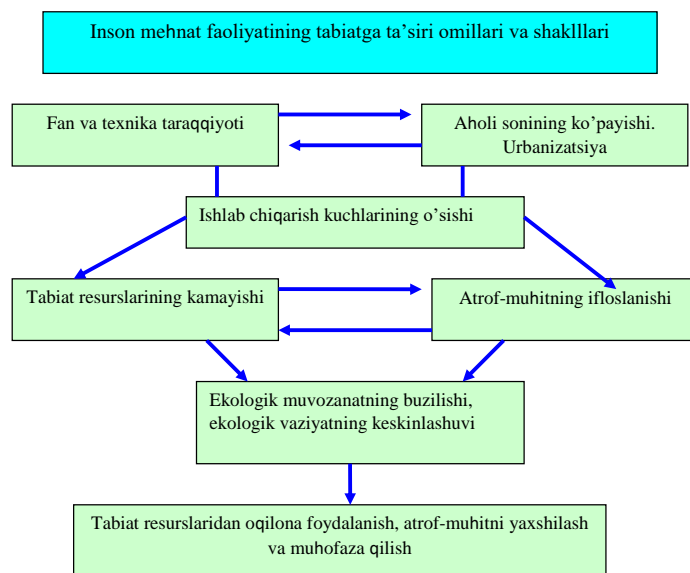 Inson mehnat faoliyatining tabiatga ta’siri omillari va shaklllari
Fan va texnika taraqqiyoti
Aholi sonining ko’payishi.
Urbanizatsiya
Ishlab chiqarish kuchlarining o’sishi
Tabiat resurslarining kamayishi
Atrof-muhitning ifloslanishi
Ekologik muvozanatning buzilishi,
ekologik vaziyatning keskinlashuvi
Tabiat resurslaridan oqilona foydalanish, atrof-muhitni yaxshilash
va muhofaza qilish